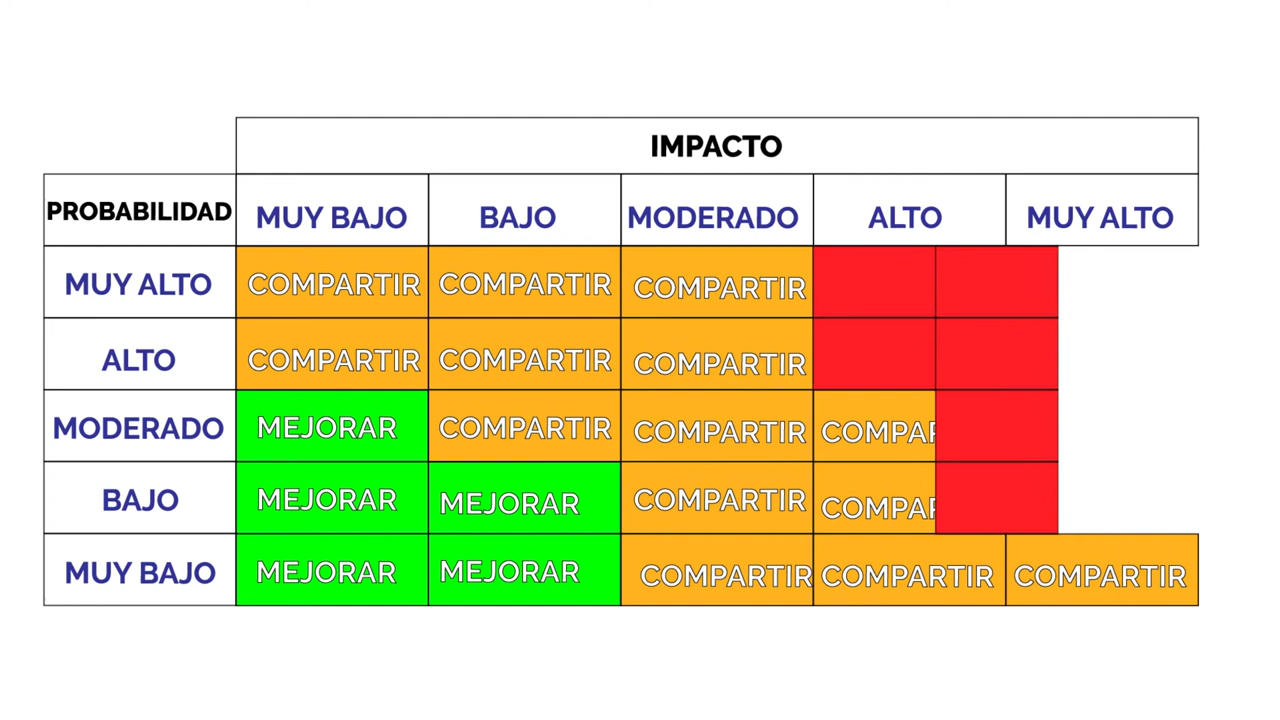 IMPACTO
PROBABILIDAD MUY BAJO BAJO MODERADO ALTO MUY ALTO
MUY ALTO COMPARTIR COMPARTIR COMPARTIR
ALTO COMPARTIR COMPARTIR COMPARTIR
MODERADO MEJORAR COMPARTIR COMPARTIR
BAJO MEJORAR MEJORAR COMPARTIR
MUY BAJO MEJORAR MEJORAR COMPARTIR COMPARTIR COMPARTIR